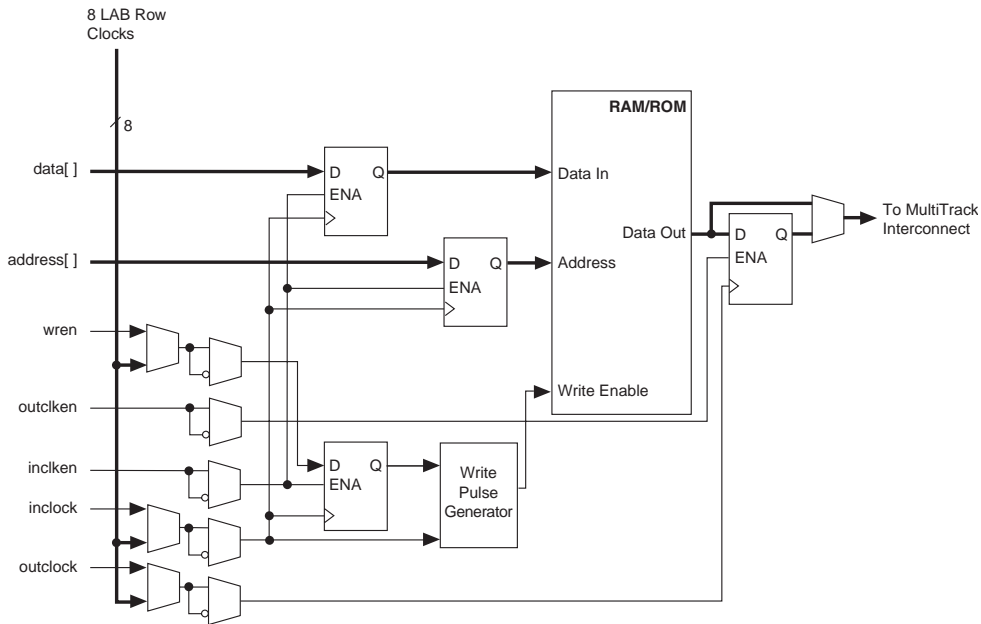 8 LAB Row
Clocks
8
RAM/ROM
data[ ]
D Q
ENA
Data In
To MultiTrack
Interconnect
Data Out
D Q
ENA
address[ ]
D Q
ENA
Address
wren
Write Enable
outclken
inclken
D Q
ENA
Write
Pulse
Generator
inclock
outclock